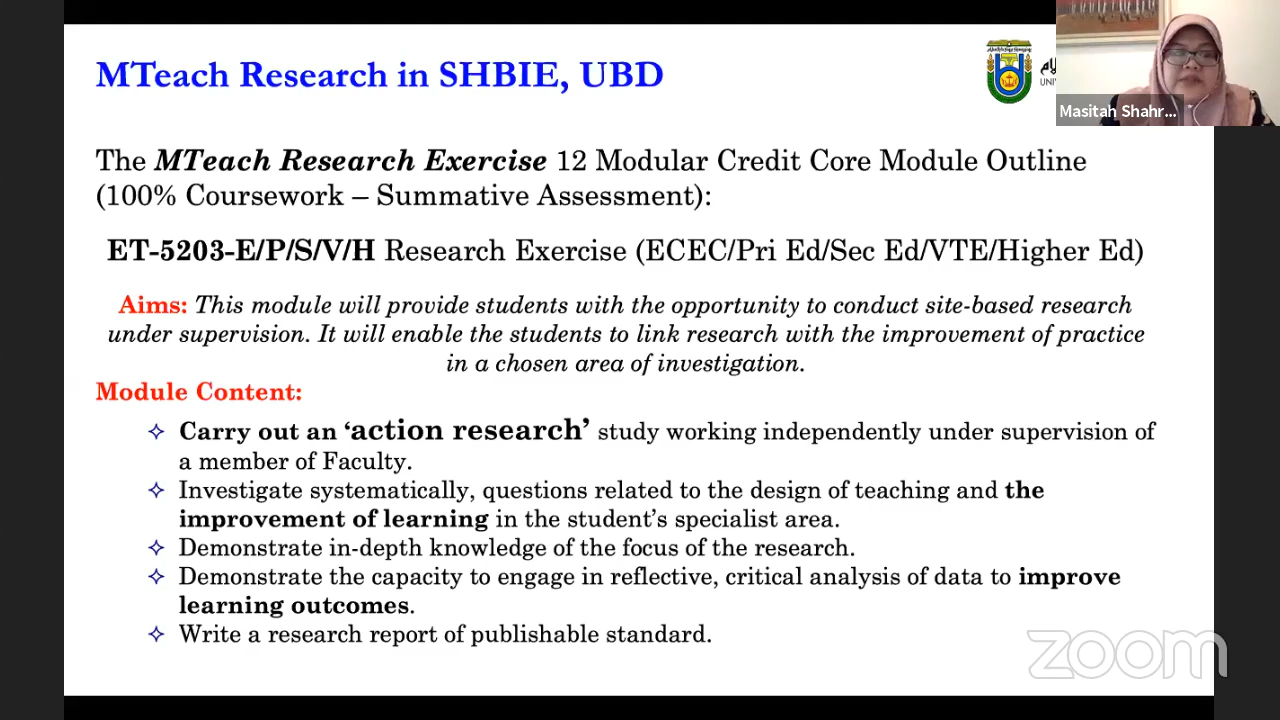 MTeach Research in SHBIE, UBD
UNIV
Masitah Shahr...
The MTeach Research Exercise 12 Modular Credit Core Module Outline
(100% Coursework – Summative Assessment):
ET-5203-E/P/S/V/H Research Exercise (ECEC/Pri Ed/Sec Ed/VTE/Higher Ed)
Aims: This module will provide students with the opportunity to conduct site-based research
under supervision. It will enable the students to link research with the improvement of practice
in a chosen area of investigation.
Module Content:
✧ Carry out an ‘action research’ study working independently under supervision of
a member of Faculty.
✧ Investigate systematically, questions related to the design of teaching and the
improvement of learning in the student’s specialist area.
✧ Demonstrate in-depth knowledge of the focus of the research.
✧ Demonstrate the capacity to engage in reflective, critical analysis of data to improve
learning outcomes.
✧ Write a research report of publishable standard.
zoom